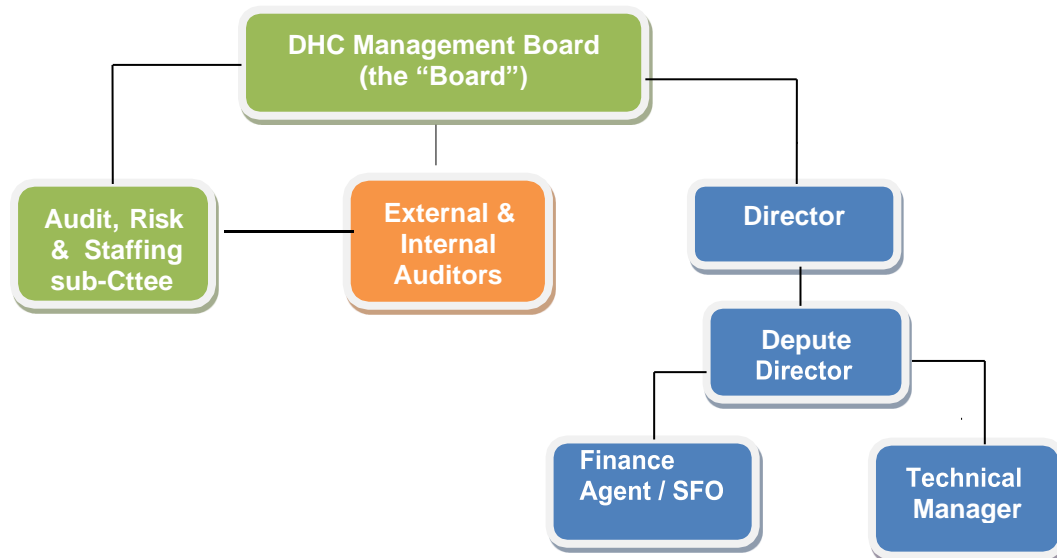 DHC Management Board
(the “Board”)
Audit, Risk
& Staffing
sub-Cttee
External &
Internal
Auditors
Director
Depute
Director
Finance
Agent / SFO
Technical
Manager